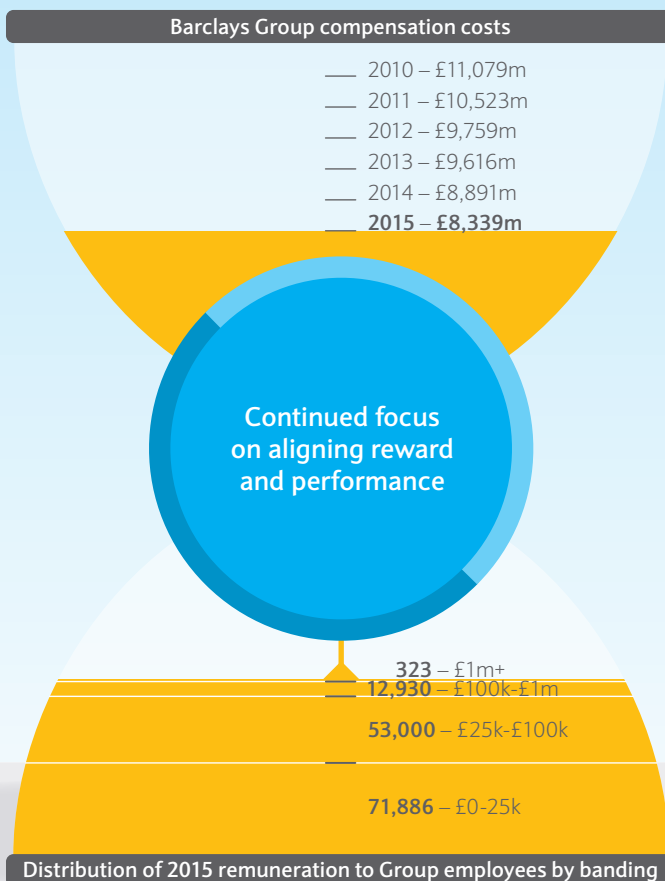 Barclays Group compensation costs
2010 – £11,079m
2011 – £10,523m
2012 – £9,759m
2013 – £9,616m
2014 – £8,891m
2015 – £8,339m
Continued focus
on aligning reward
and performance
323 – £1m+
12,930 – £100k-£1m
53,000 – £25k-£100k
71,886 – £0-25k
Distribution of 2015 remuneration to Group employees by banding